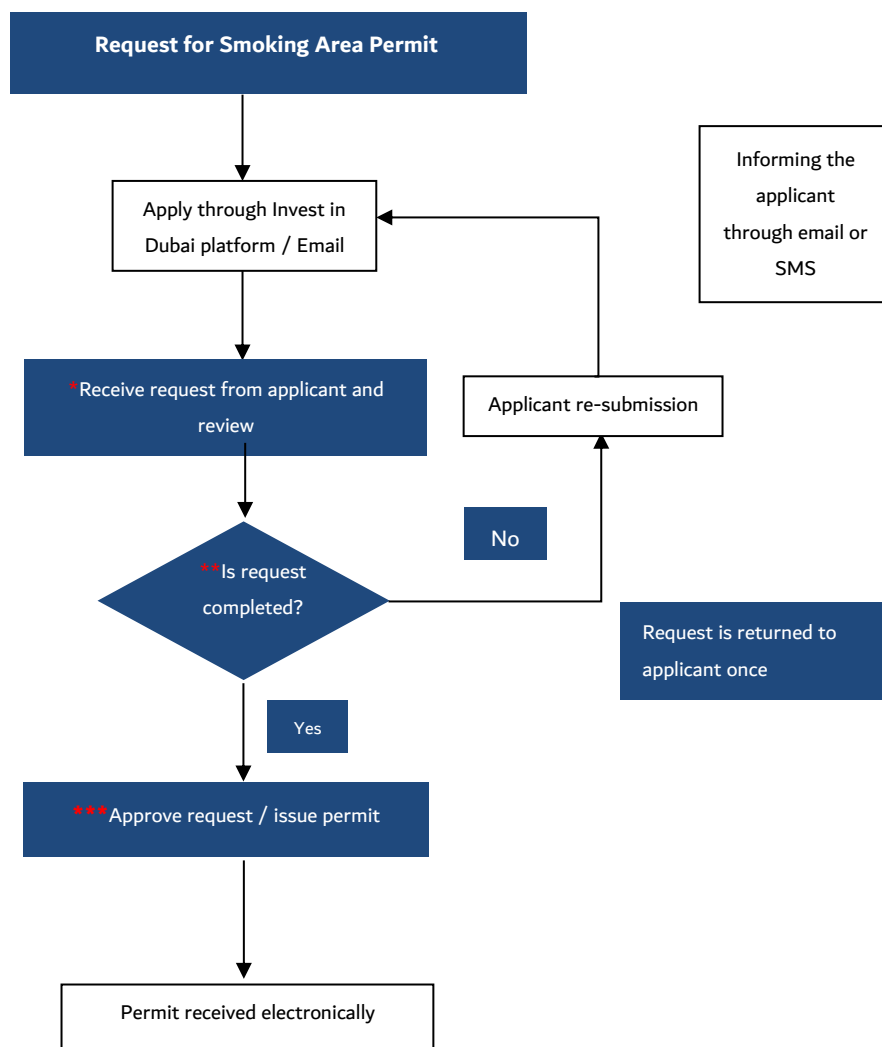 Request for Smoking Area Permit
Apply through Invest in
Dubai platform / Email
Informing the
applicant
through email or
SMS
*Receive request from applicant and
review
Applicant re-submission
No
**Is request
completed?
Request is returned to
applicant once
Yes
***Approve request / issue permit
Permit received electronically